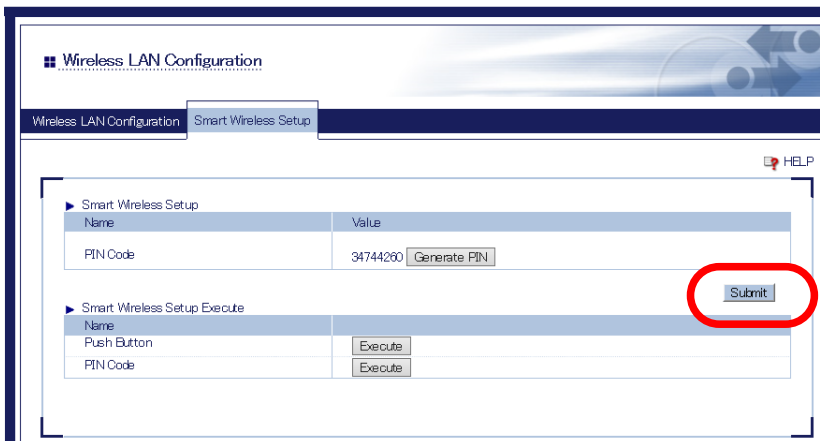 Wireless LAN Configuration
Wireless LAN Configuration Smart Wireless Setup
HELP
Smart Wireless Setup
Name Value
PIN Code 34744260 Generate PIN
Submit
Smart Wireless Setup Execute
Name
Push Button Execute
PIN Code Execute